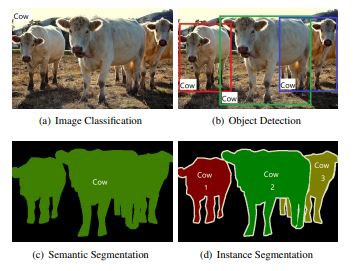 Cow
Cow
Cow
Cow
(a) Image Classification
(b) Object Detection
Cow
Cow
1
Cow
2
Cow
3
(c) Semantic Segmentation
(d) Instance Segmentation